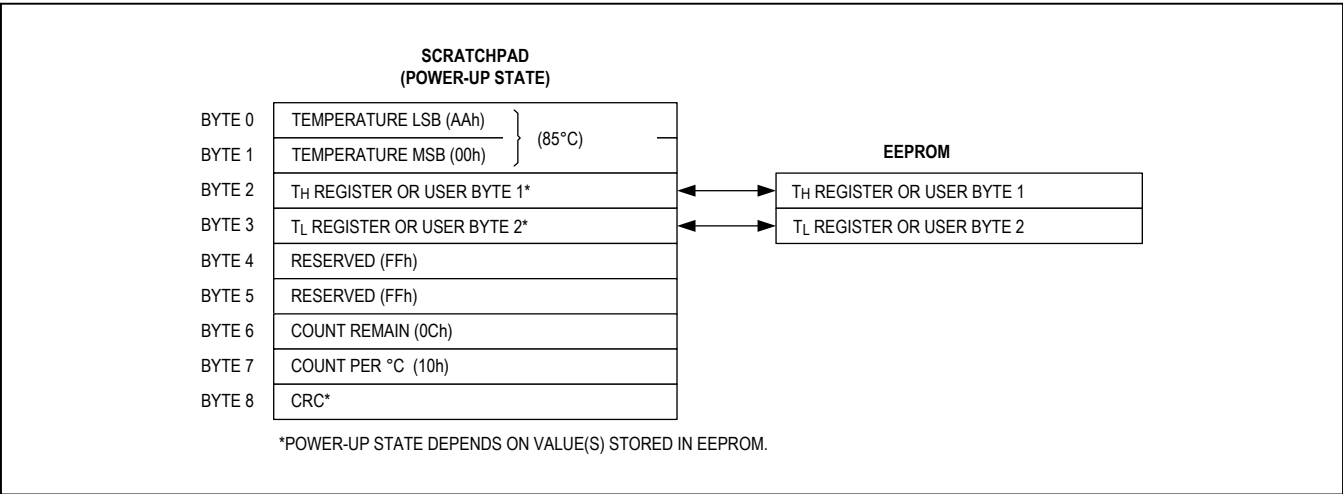 SCRATCHPAD
(POWER-UP STATE)
BYTE 0 TEMPERATURE LSB (AAh)
(85°C)
BYTE 1 TEMPERATURE MSB (00h)
EEPROM
BYTE 2 TH REGISTER OR USER BYTE 1* TH REGISTER OR USER BYTE 1
BYTE 3 TL REGISTER OR USER BYTE 2* TL REGISTER OR USER BYTE 2
BYTE 4 RESERVED (FFh)
BYTE 5 RESERVED (FFh)
BYTE 6 COUNT REMAIN (0Ch)
BYTE 7 COUNT PER °C (10h)
BYTE 8 CRC*
*POWER-UP STATE DEPENDS ON VALUE(S) STORED IN EEPROM.